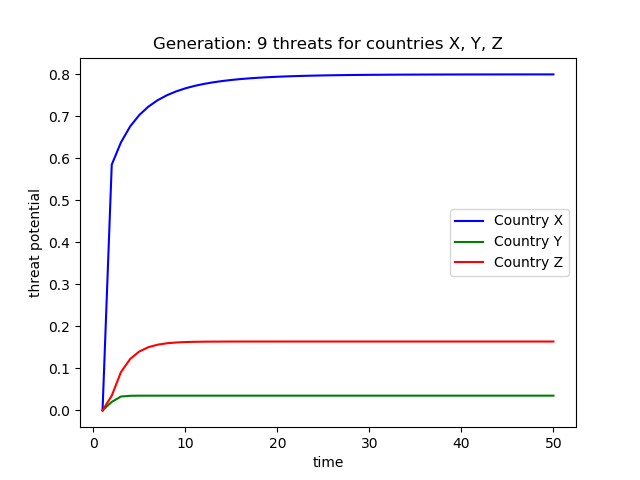 Generation: 9 threats for countries X, Y, Z
threat potential
0.8
0.7
0.6
0.5
0.4
0.3
0.2
0.1
0.0
Country X
Country Y
Country Z
0 10 20 30 40 50
time